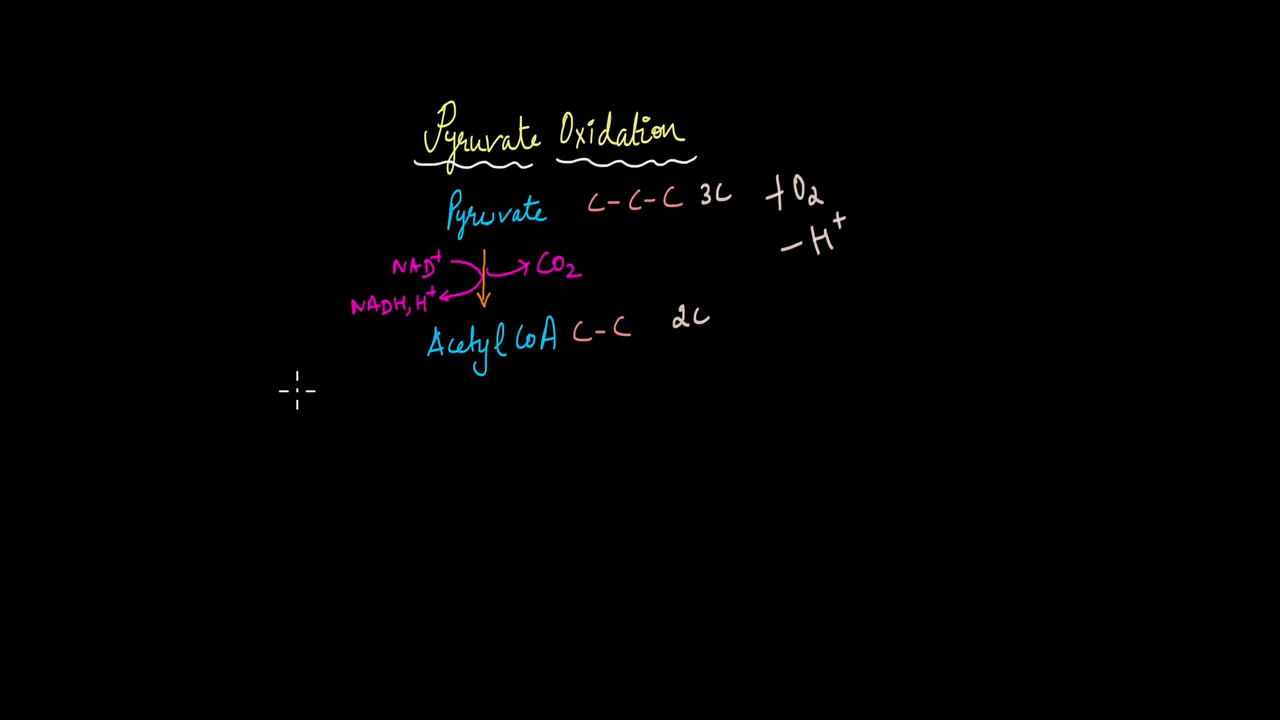 Pyruvate Oxidation
Pyruvate C-C-C 3C +O2
-H+
NAD+ CO2
NADH, H+
Acetyl CoA C-C 2C